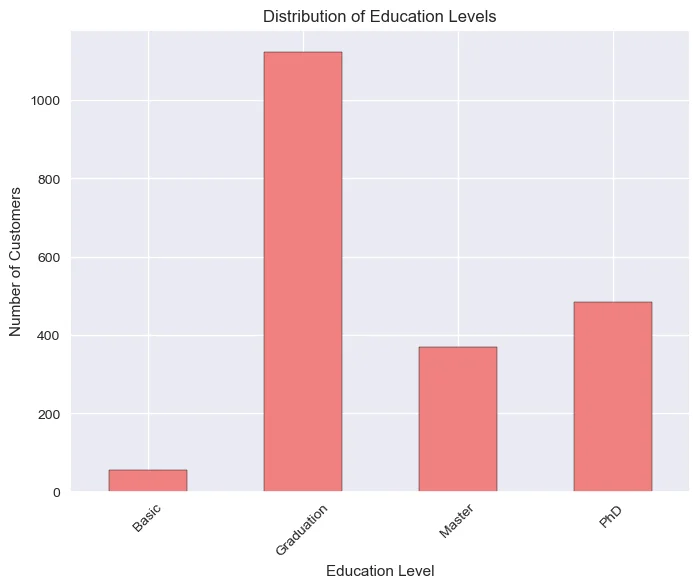 Distribution of Education Levels
Number of Customers
1000
800
600
400
200
0
Basic
Graduation
Master
PhD
Education Level